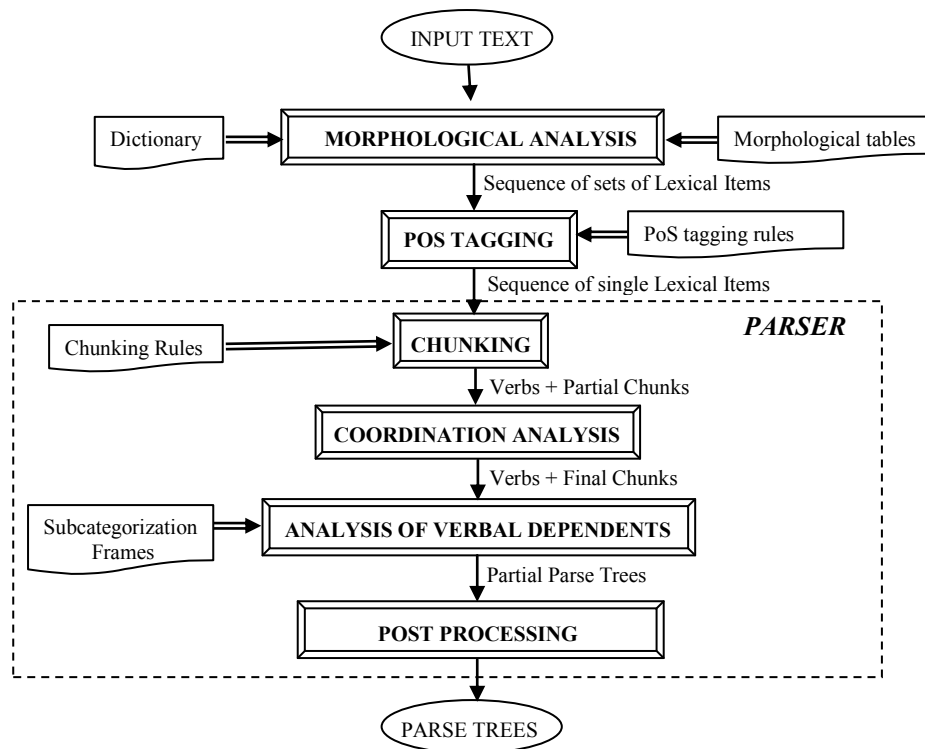 INPUT TEXT
Dictionary
MORPHOLOGICAL ANALYSIS
Morphological tables
Sequence of sets of Lexical Items
POS TAGGING
PoS tagging rules
Sequence of single Lexical Items
PARSER
Chunking Rules
CHUNKING
Verbs + Partial Chunks
COORDINATION ANALYSIS
Verbs + Final Chunks
Subcategorization
Frames
ANALYSIS OF VERBAL DEPENDENTS
Partial Parse Trees
POST PROCESSING
PARSE TREES